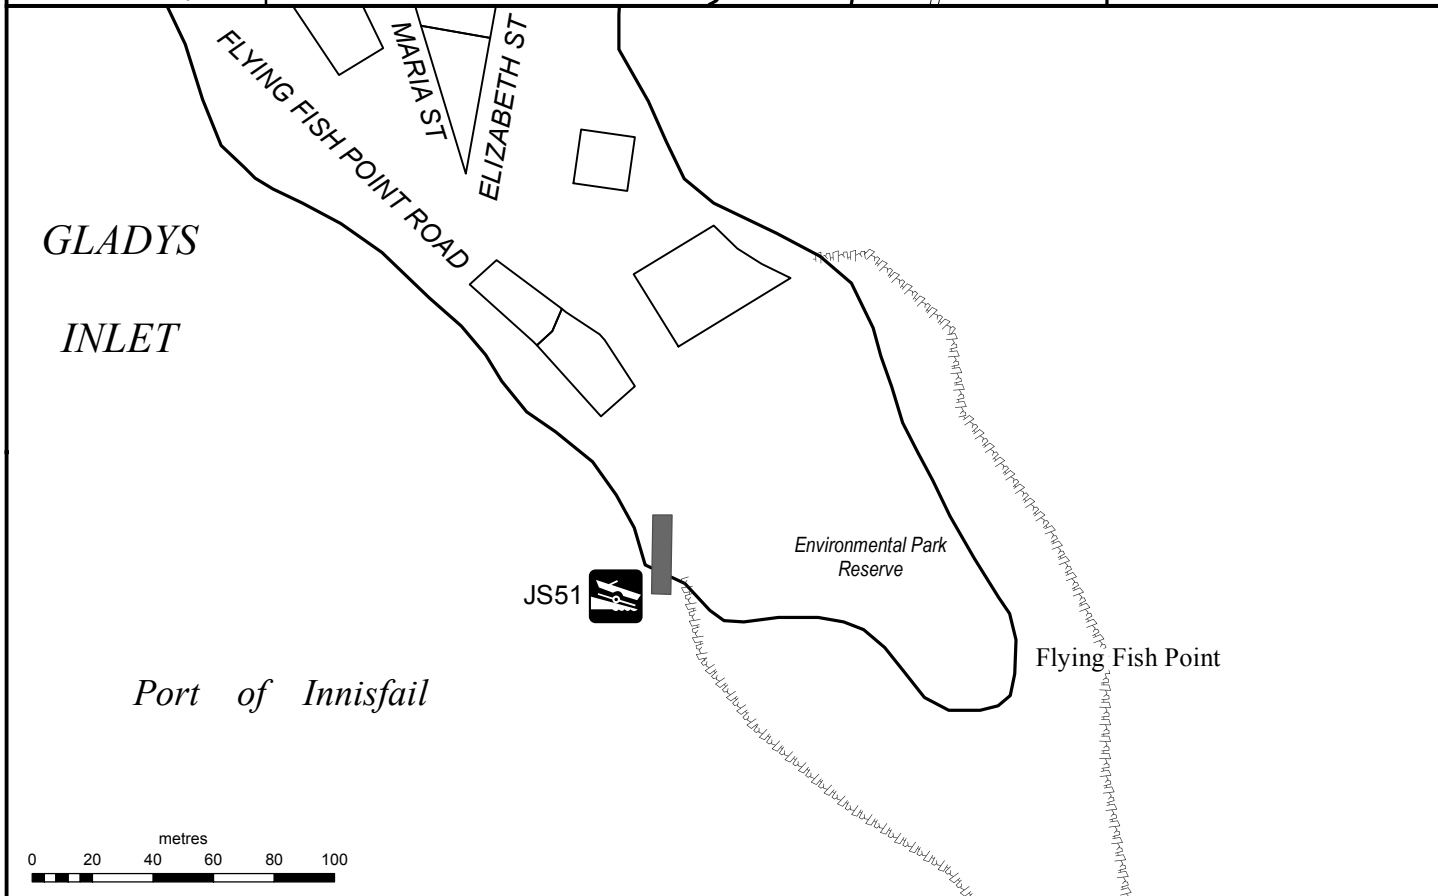 FLYING FISH POINT ROAD
MARIA ST
ELIZABETH ST
GLADYS
INLET
Environmental Park
Reserve
JS51
Flying Fish Point
Port of Innisfail
metres
0 20 40 60 80 100